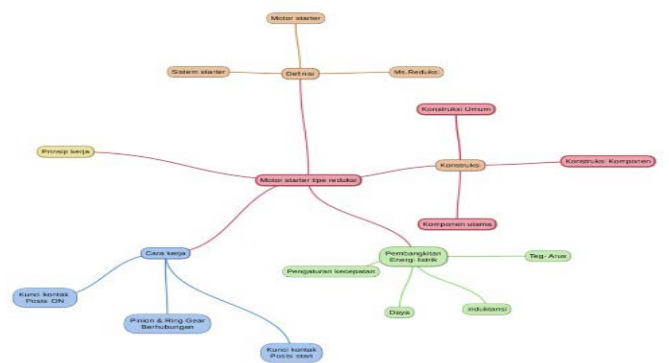 Motor starter
Sistem starter
Definisi
Ms.Reduksi
Konstruksi Umum
Prinsip kerja
Konstruksi
Konstruksi Komponen
Motor starter tipe reduksi
Komponen utama
Cara kerja
Pembangkitan
Energi listrik
Teg- Arus
Pengaturan kecepatan
Kunci kontak
Posisi ON
Daya
induktansi
Pinion & Ring Gear
Berhubungan
Kunci kontak
Posisi start